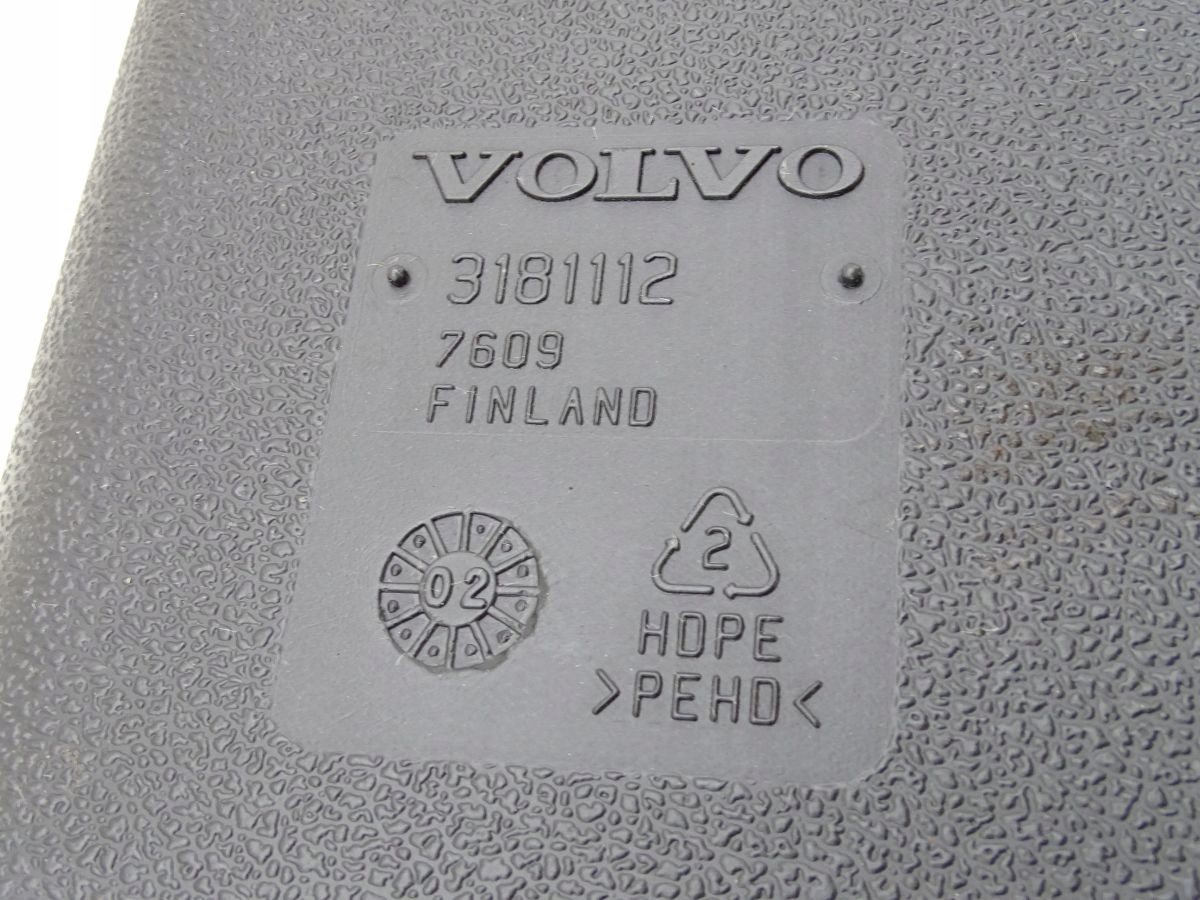 VOLVO
3181112
7609
FINLAND
02
2
HDPE
>PEHD<